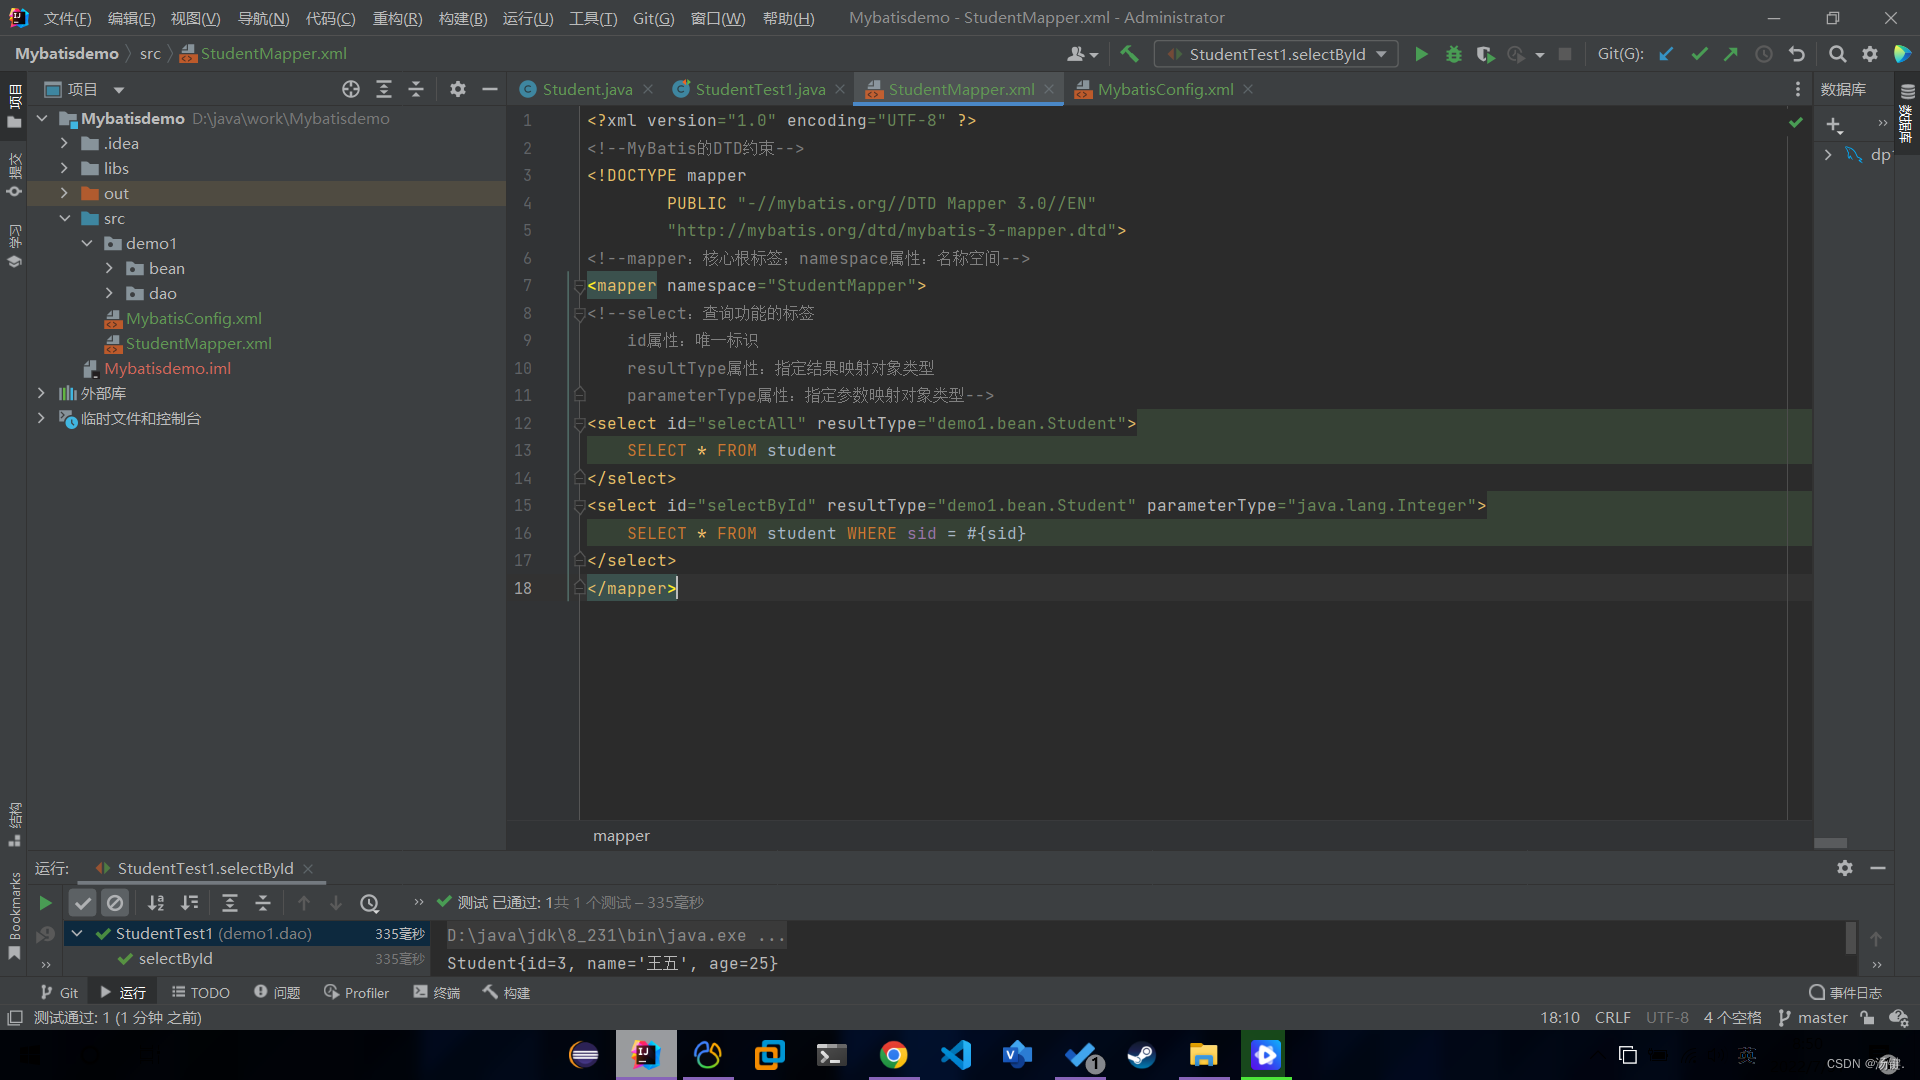 文件(F) 编辑(E) 视图(V) 导航(N) 代码(C) 重构(R) 构建(B) 运行(U) 工具(T) Git(G) 窗口(W) 帮助(H) Mybatisdemo - StudentMapper.xml - Administrator
Mybatisdemo src StudentMapper.xml StudentTest1.selectById Git(G):
项目 Student.java StudentTest1.java StudentMapper.xml MybatisConfig.xml 数据库
项目
提交
学习
结构
Bookmarks
Mybatisdemo D:\java\work\Mybatisdemo
.idea
libs
out
src
demo1
bean
dao
MybatisConfig.xml
StudentMapper.xml
Mybatisdemo.iml
外部库
临时文件和控制台
1 <?xml version="1.0" encoding="UTF-8" ?>
2 <!--MyBatis的DTD约束-->
3 <!DOCTYPE mapper
4 PUBLIC "-//mybatis.org//DTD Mapper 3.0//EN"
5 "http://mybatis.org/dtd/mybatis-3-mapper.dtd">
6 <!--mapper：核心根标签；namespace属性：名称空间-->
7 <mapper namespace="StudentMapper">
8 <!--select：查询功能的标签
9 id属性：唯一标识
10 resultType属性：指定结果映射对象类型
11 parameterType属性：指定参数映射对象类型-->
12 <select id="selectAll" resultType="demo1.bean.Student">
13 SELECT * FROM student
14 </select>
15 <select id="selectById" resultType="demo1.bean.Student" parameterType="java.lang.Integer">
16 SELECT * FROM student WHERE sid = #{sid}
17 </select>
18 </mapper>
mapper
数据库
dp
运行: StudentTest1.selectById
测试 已通过: 1共 1 个测试 – 335毫秒
StudentTest1 (demo1.dao) 335毫秒
selectById 335毫秒
D:\java\jdk\8_231\bin\java.exe ...
Student{id=3, name='王五', age=25}
Git 运行 TODO 问题 Profiler 终端 构建 事件日志
测试通过: 1 (1 分钟 之前) 18:10 CRLF UTF-8 4 个空格 master
1 英
CSDN @汤键.